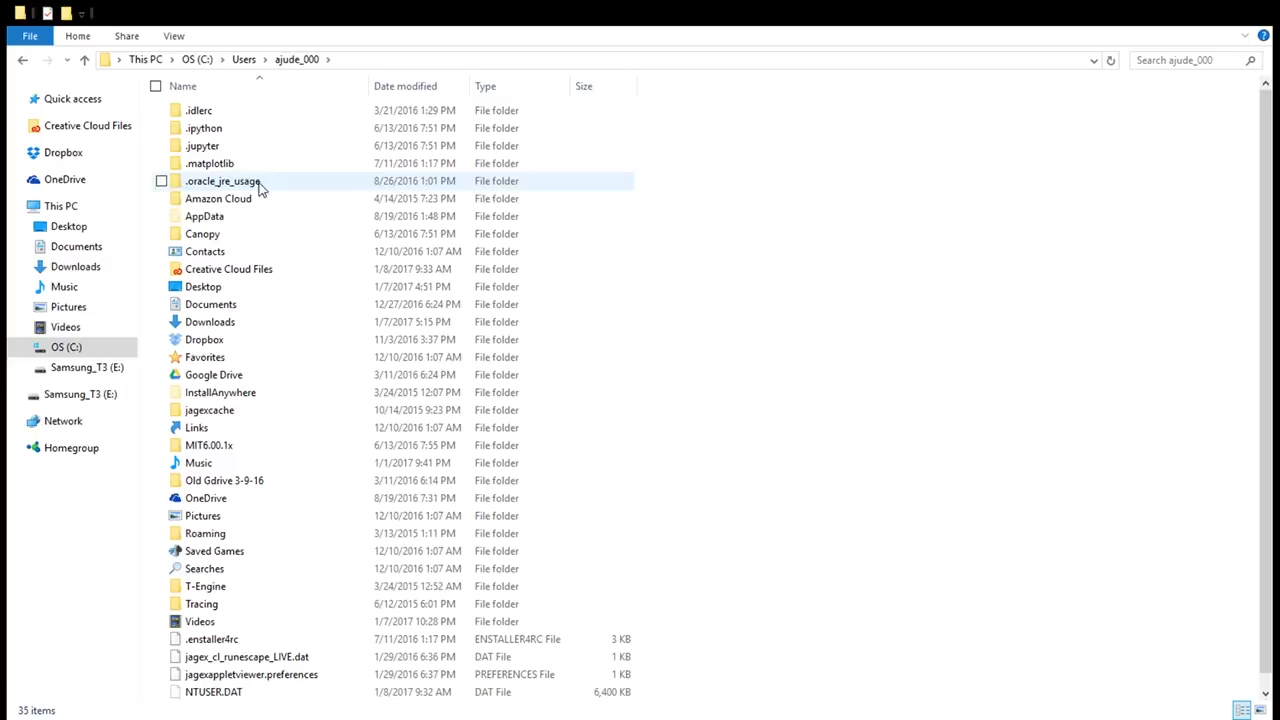 File Home Share View
This PC > OS (C:) > Users > ajude_000 > Search ajude_000
Name Date modified Type Size
Quick access
Creative Cloud Files
Dropbox
OneDrive
This PC
Desktop
Documents
Downloads
Music
Pictures
Videos
OS (C:)
Samsung_T3 (E:)
Samsung_T3 (E:)
Network
Homegroup
.idlerc 3/21/2016 1:29 PM File folder
.ipython 6/13/2016 7:51 PM File folder
.jupyter 6/13/2016 7:51 PM File folder
.matplotlib 7/11/2016 1:17 PM File folder
.oracle_jre_usage 8/26/2016 1:01 PM File folder
Amazon Cloud 4/14/2015 7:23 PM File folder
AppData 8/19/2016 1:48 PM File folder
Canopy 6/13/2016 7:51 PM File folder
Contacts 12/10/2016 1:07 AM File folder
Creative Cloud Files 1/8/2017 9:33 AM File folder
Desktop 1/7/2017 4:51 PM File folder
Documents 12/27/2016 6:24 PM File folder
Downloads 1/7/2017 5:15 PM File folder
Dropbox 11/3/2016 3:37 PM File folder
Favorites 12/10/2016 1:07 AM File folder
Google Drive 3/11/2016 6:24 PM File folder
InstallAnywhere 3/24/2015 12:07 PM File folder
jagexcache 10/14/2015 9:23 PM File folder
Links 12/10/2016 1:07 AM File folder
MIT6.00.1x 6/13/2016 7:55 PM File folder
Music 1/1/2017 9:41 PM File folder
Old Gdrive 3-9-16 3/11/2016 6:14 PM File folder
OneDrive 8/19/2016 7:31 PM File folder
Pictures 12/10/2016 1:07 AM File folder
Roaming 3/13/2015 1:11 PM File folder
Saved Games 12/10/2016 1:07 AM File folder
Searches 12/10/2016 1:07 AM File folder
T-Engine 3/24/2015 12:52 AM File folder
Tracing 6/12/2015 6:01 PM File folder
Videos 1/7/2017 10:28 PM File folder
.enstaller4rc 7/11/2016 1:17 PM ENSTALLER4RC File 3 KB
jagex_cl_runescape_LIVE.dat 1/29/2016 6:36 PM DAT File 1 KB
jagexappletviewer.preferences 1/29/2016 6:37 PM PREFERENCES File 1 KB
NTUSER.DAT 1/8/2017 9:32 AM DAT File 6,400 KB
35 items